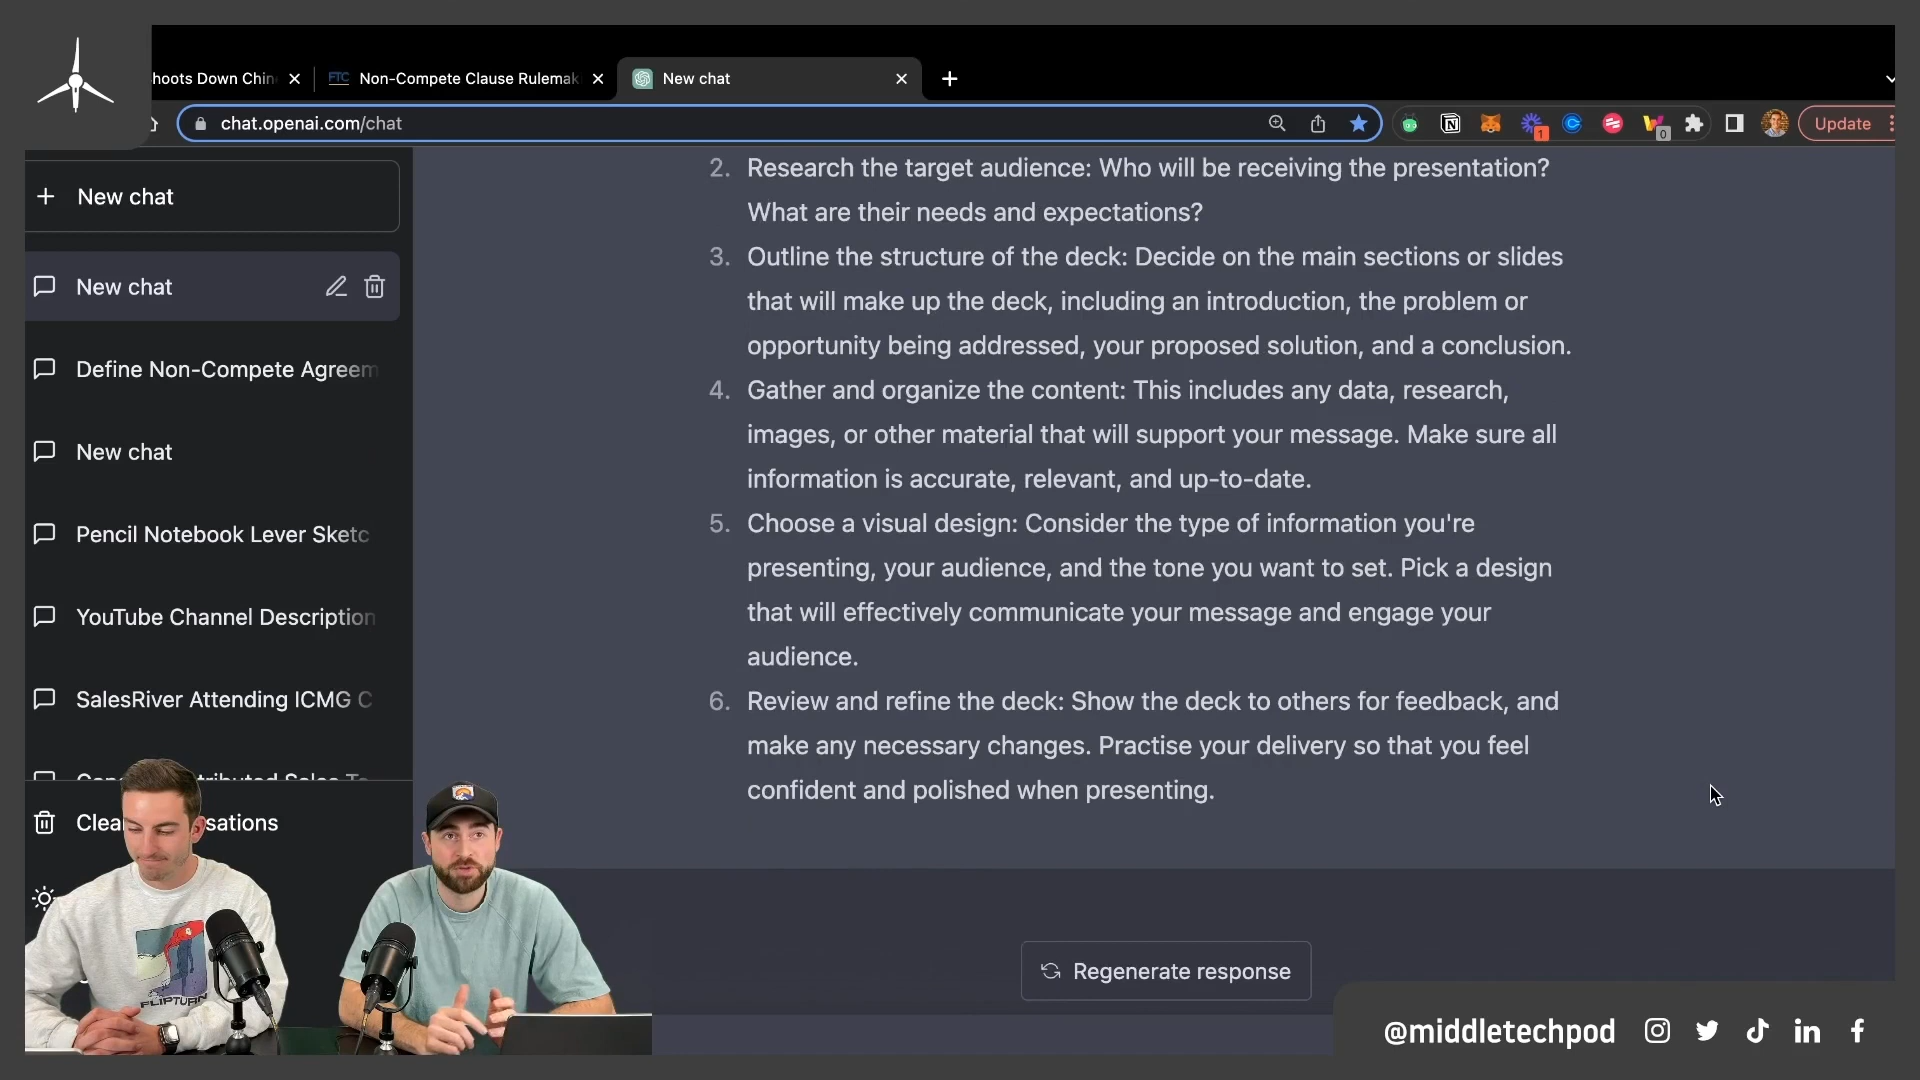 hoots Down Chin
FTC
Non-Compete Clause Rulemak
New chat
chat.openai.com/chat
1
0
Update
New chat
New chat
Define Non-Compete Agreem
New chat
Pencil Notebook Lever Sketc
YouTube Channel Description
SalesRiver Attending ICMG C
Clea
sations
2. Research the target audience: Who will be receiving the presentation?
What are their needs and expectations?
3. Outline the structure of the deck: Decide on the main sections or slides
that will make up the deck, including an introduction, the problem or
opportunity being addressed, your proposed solution, and a conclusion.
4. Gather and organize the content: This includes any data, research,
images, or other material that will support your message. Make sure all
information is accurate, relevant, and up-to-date.
5. Choose a visual design: Consider the type of information you're
presenting, your audience, and the tone you want to set. Pick a design
that will effectively communicate your message and engage your
audience.
6. Review and refine the deck: Show the deck to others for feedback, and
make any necessary changes. Practise your delivery so that you feel
confident and polished when presenting.
Regenerate response
FLIPTURN
@middletechpod